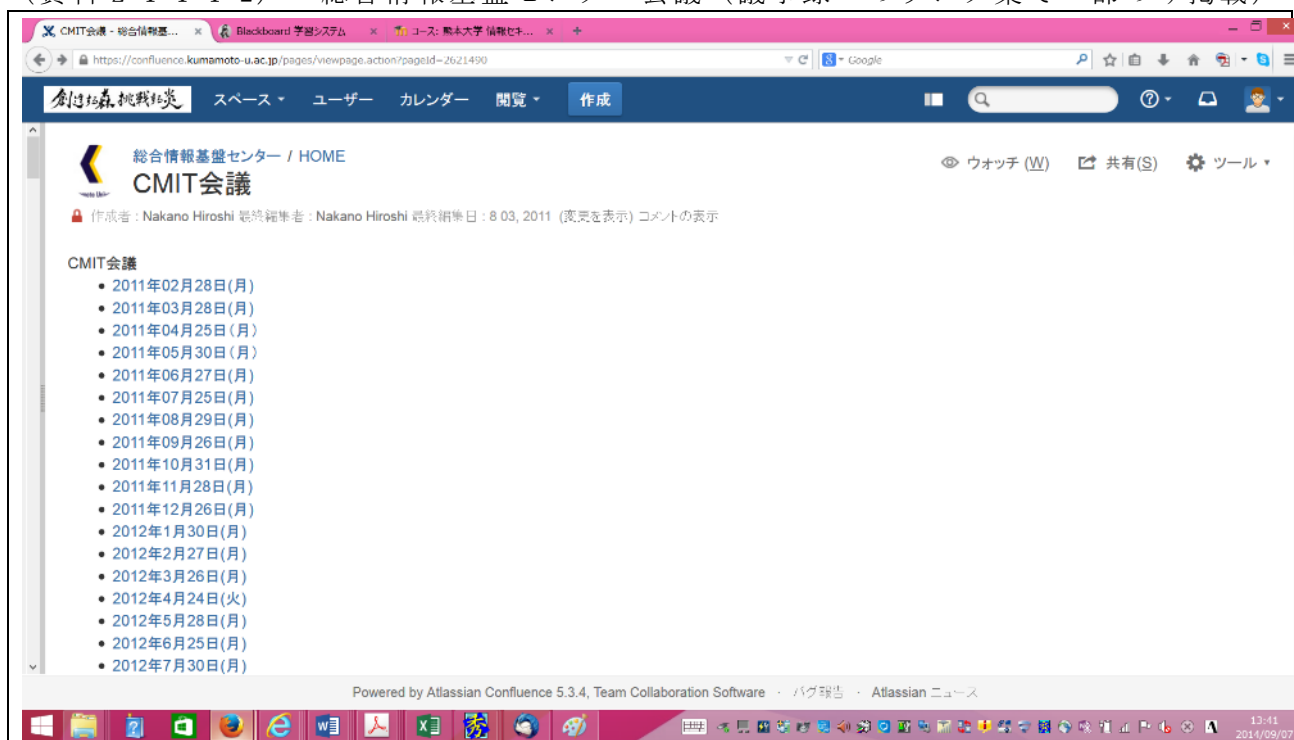 CMIT会議 - 総合情報基... × Blackboard 学習システム × コース: 熊本大学 情報セキ... × +
https://confluence.kumamoto-u.ac.jp/pages/viewpage.action?pageId=2621490 Google
創造する森 挑戦する炎 スペース ユーザー カレンダー 閲覧 作成
総合情報基盤センター / HOME
CMIT会議
ウォッチ (W) 共有(S) ツール
作成者 : Nakano Hiroshi 最終編集者 : Nakano Hiroshi 最終編集日 : 8 03, 2011 (変更を表示) コメントの表示
CMIT会議
• 2011年02月28日(月)
• 2011年03月28日(月)
• 2011年04月25日(月)
• 2011年05月30日(月)
• 2011年06月27日(月)
• 2011年07月25日(月)
• 2011年08月29日(月)
• 2011年09月26日(月)
• 2011年10月31日(月)
• 2011年11月28日(月)
• 2011年12月26日(月)
• 2012年1月30日(月)
• 2012年2月27日(月)
• 2012年3月26日(月)
• 2012年4月24日(火)
• 2012年5月28日(月)
• 2012年6月25日(月)
• 2012年7月30日(月)
Powered by Atlassian Confluence 5.3.4, Team Collaboration Software · バグ報告 · Atlassian ニュース
13:41
2014/09/07